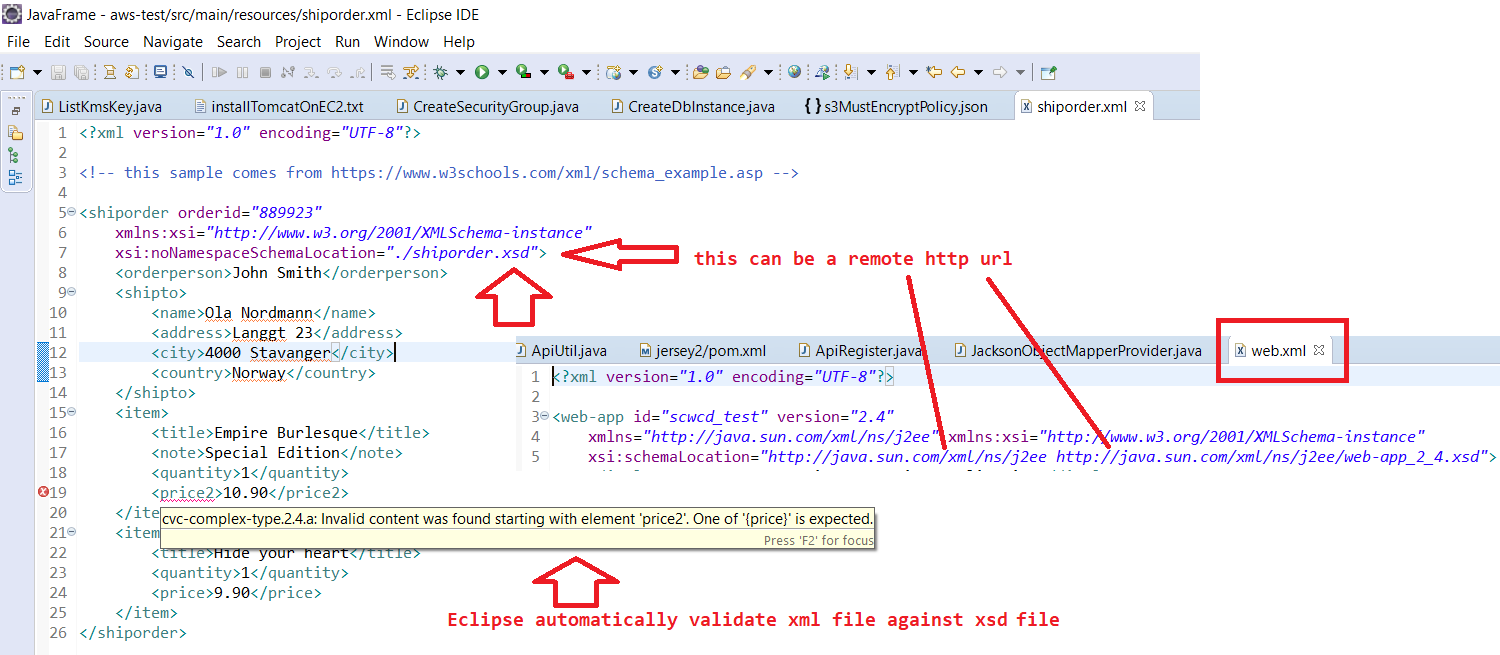 JavaFrame - aws-test/src/main/resources/shiporder.xml - Eclipse IDE
File Edit Source Navigate Search Project Run Window Help
ListKmsKey.java installTomcatOnEC2.txt CreateSecurityGroup.java CreateDbInstance.java s3MustEncryptPolicy.json shiporder.xml
1 <?xml version="1.0" encoding="UTF-8"?>
2
3 <!-- this sample comes from https://www.w3schools.com/xml/schema_example.asp -->
4
5 <shiporder orderid="889923"
6 xmlns:xsi="http://www.w3.org/2001/XMLSchema-instance"
7 xsi:noNamespaceSchemaLocation="./shiporder.xsd">
this can be a remote http url
8 <orderperson>John Smith</orderperson>
9 <shipto>
10 <name>Ola Nordmann</name>
11 <address>Langgt 23</address>
12 <city>4000 Stavanger</city>
13 <country>Norway</country>
14 </shipto>
15 <item>
16 <title>Empire Burlesque</title>
17 <note>Special Edition</note>
18 <quantity>1</quantity>
19 <price2>10.90</price2>
20 </ite
cvc-complex-type.2.4.a: Invalid content was found starting with element 'price2'. One of '{price}' is expected.
Press 'F2' for focus
21 <item
22 <title>Hide your heart</title>
23 <quantity>1</quantity>
24 <price>9.90</price>
25 </item>
26 </shiporder>
ApiUtil.java jersey2/pom.xml ApiRegister.java JacksonObjectMapperProvider.java web.xml
1 <?xml version="1.0" encoding="UTF-8"?>
2
3 <web-app id="scwcd_test" version="2.4"
4 xmlns="http://java.sun.com/xml/ns/j2ee" xmlns:xsi="http://www.w3.org/2001/XMLSchema-instance"
5 xsi:schemaLocation="http://java.sun.com/xml/ns/j2ee http://java.sun.com/xml/ns/j2ee/web-app_2_4.xsd">
Eclipse automatically validate xml file against xsd file